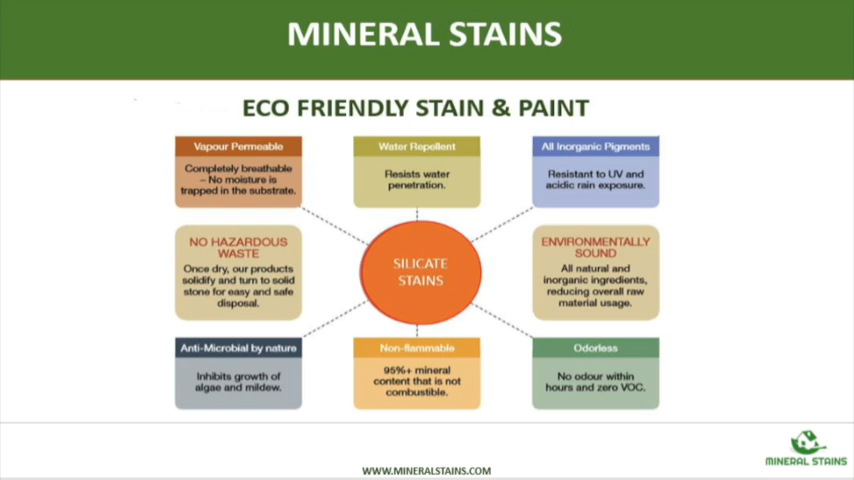 MINERAL STAINS
ECO FRIENDLY STAIN & PAINT
Vapour Permeable
Completely breathable
– No moisture is
trapped in the substrate.
Water Repellent
Resists water
penetration.
All Inorganic Pigments
Resistant to UV and
acidic rain exposure.
NO HAZARDOUS
WASTE
Once dry, our products
solidify and turn to solid
stone for easy and safe
disposal.
SILICATE
STAINS
ENVIRONMENTALLY
SOUND
All natural and
inorganic ingredients,
reducing overall raw
material usage.
Anti-Microbial by nature
Inhibits growth of
algae and mildew.
Non-flammable
95%+ mineral
content that is not
combustible.
Odorless
No odour within
hours and zero VOC.
MINERAL STAINS
WWW.MINERALSTAINS.COM